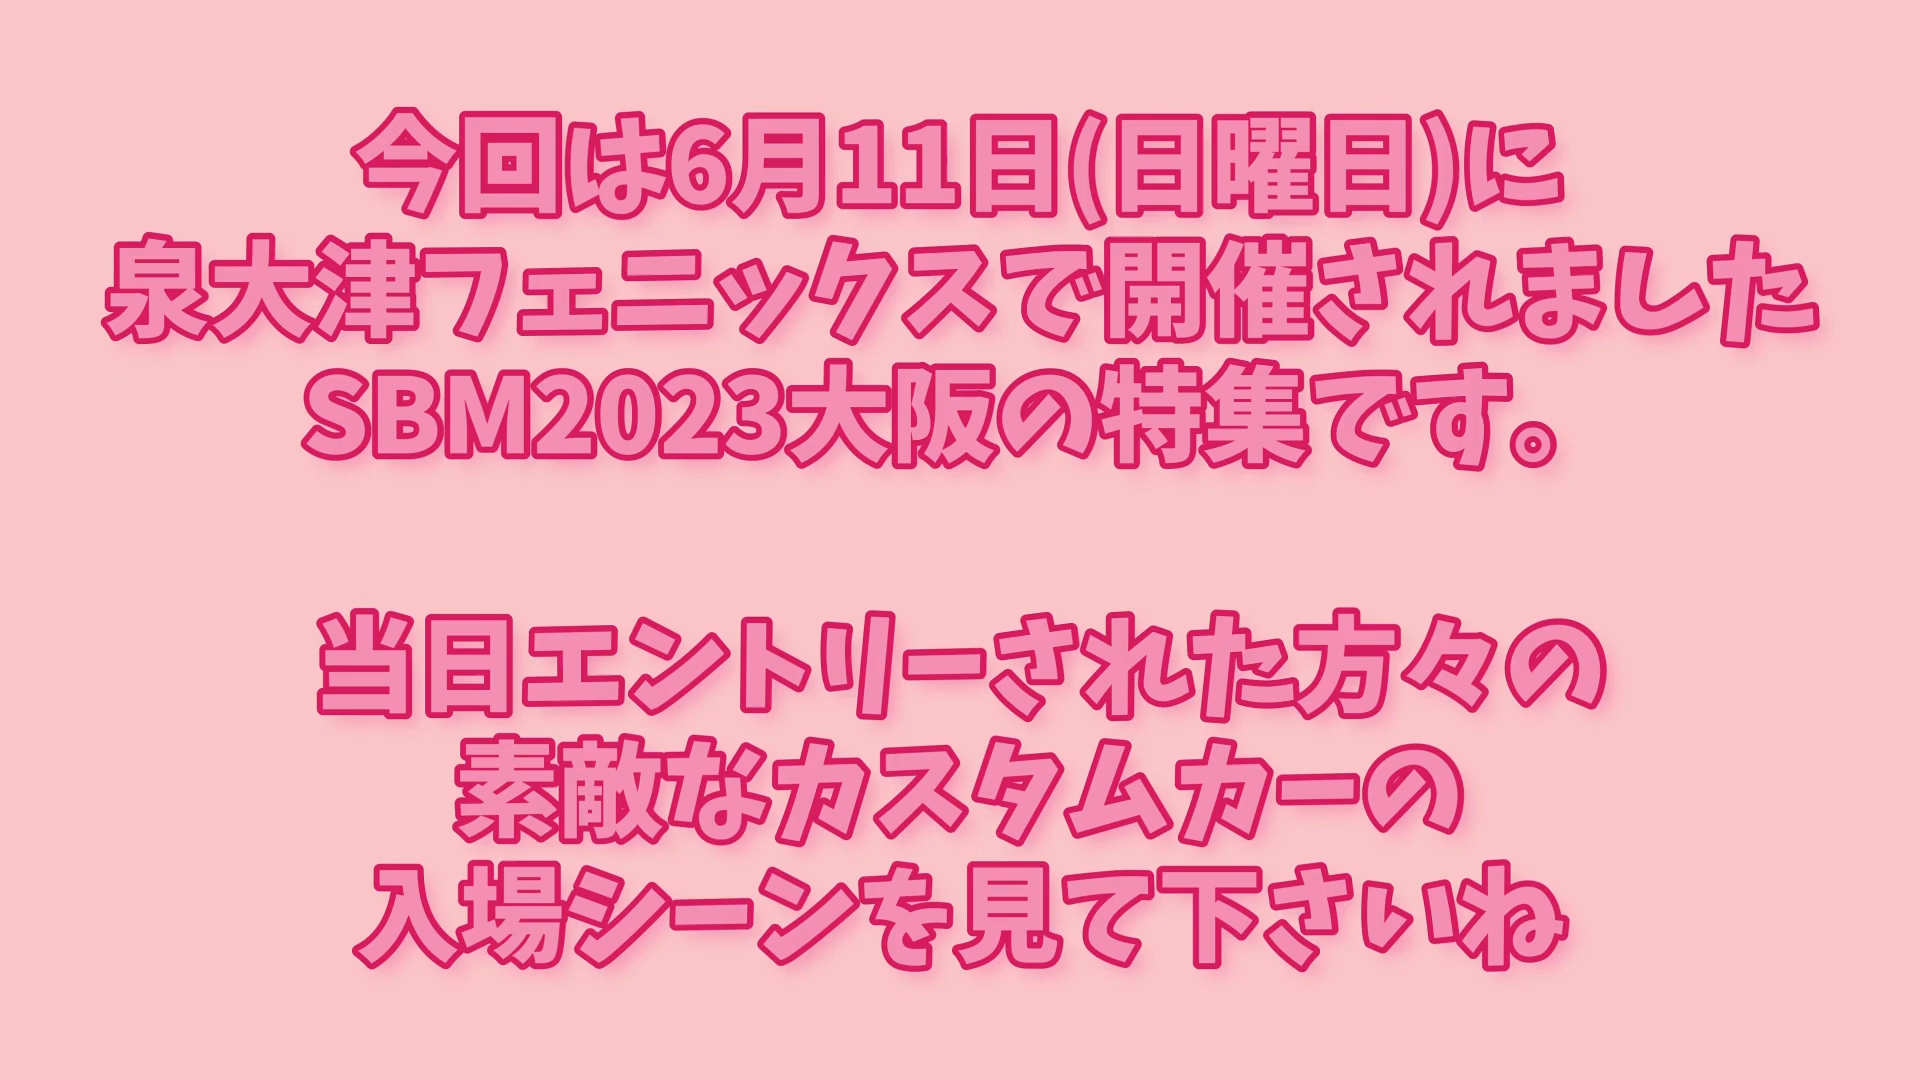 今回は6月11日(日曜日)に
泉大津フェニックスで開催されました
SBM2023大阪の特集です。
当日エントリーされた方々の
素敵なカスタムカーの
入場シーンを見て下さいね